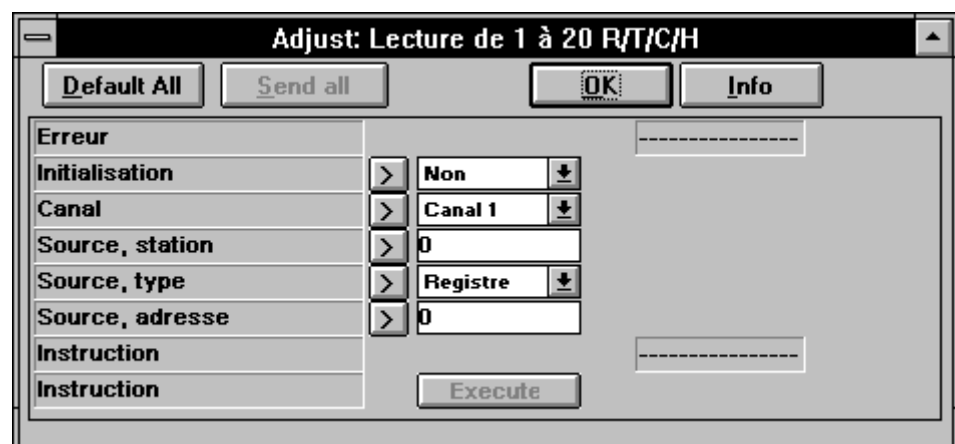 Adjust: Lecture de 1 à 20 R/T/C/H
Default All Send all OK Info
Erreur ----------------
Initialisation > Non
Canal > Canal 1
Source, station > 0
Source, type > Registre
Source, adresse > 0
Instruction ---------------
Instruction Execute